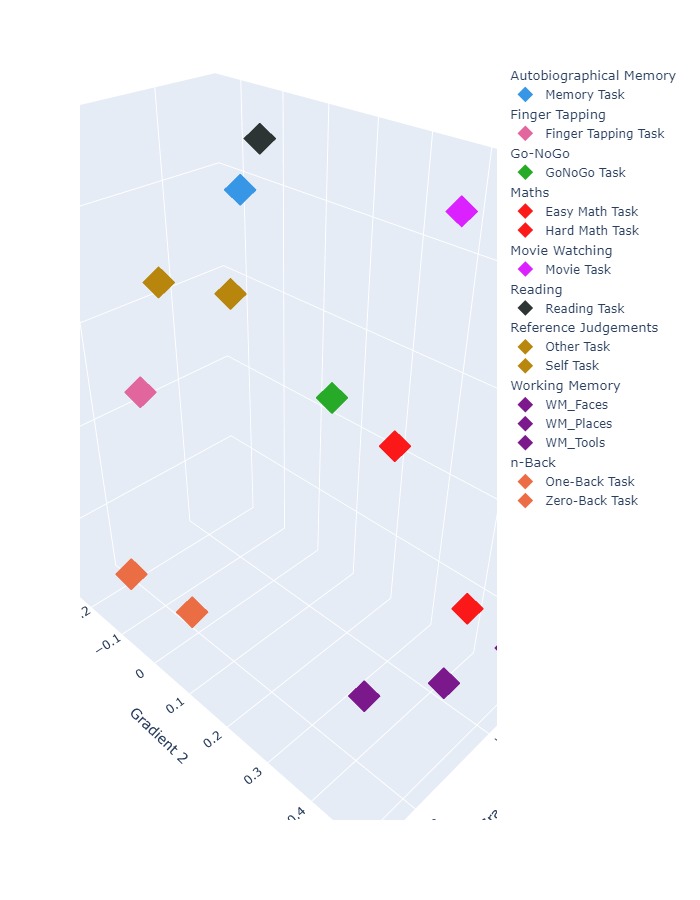 Autobiographical Memory
Memory Task
Finger Tapping
Finger Tapping Task
Go-NoGo
GoNoGo Task
Maths
Easy Math Task
Hard Math Task
Movie Watching
Movie Task
Reading
Reading Task
Reference Judgements
Other Task
Self Task
Working Memory
WM_Faces
WM_Places
WM_Tools
n-Back
One-Back Task
Zero-Back Task
.2
−0.1
0
0.1
0.2
0.3
0.4
Gradient 2